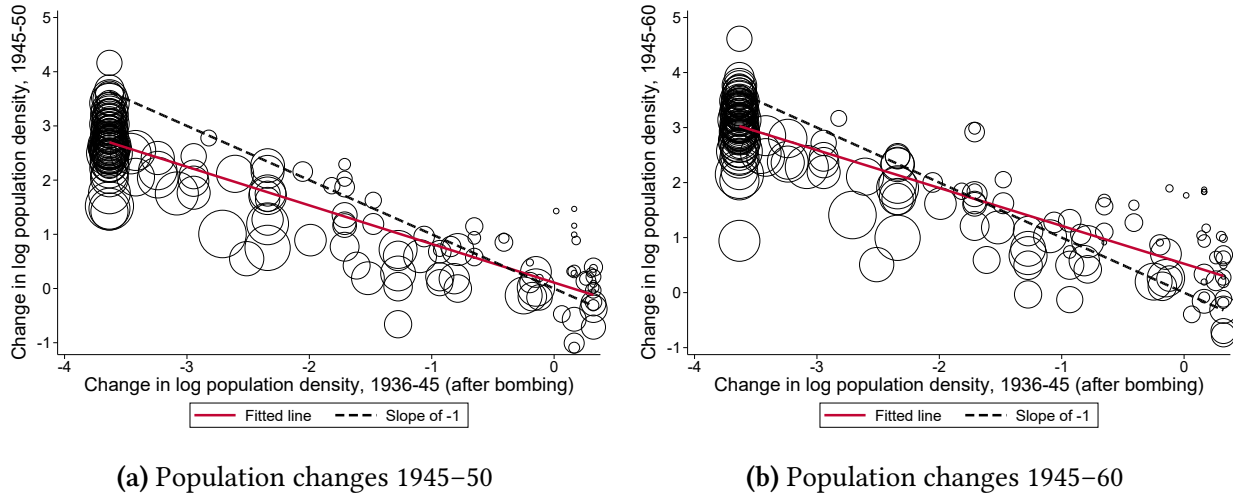 Change in log population density, 1945-50
5
4
3
2
1
0
-1
-4
-3
-2
-1
0
Change in log population density, 1936-45 (after bombing)
Fitted line
Slope of -1
(a) Population changes 1945–50
Change in log population density, 1945-60
5
4
3
2
1
0
-1
-4
-3
-2
-1
0
Change in log population density, 1936-45 (after bombing)
Fitted line
Slope of -1
(b) Population changes 1945–60